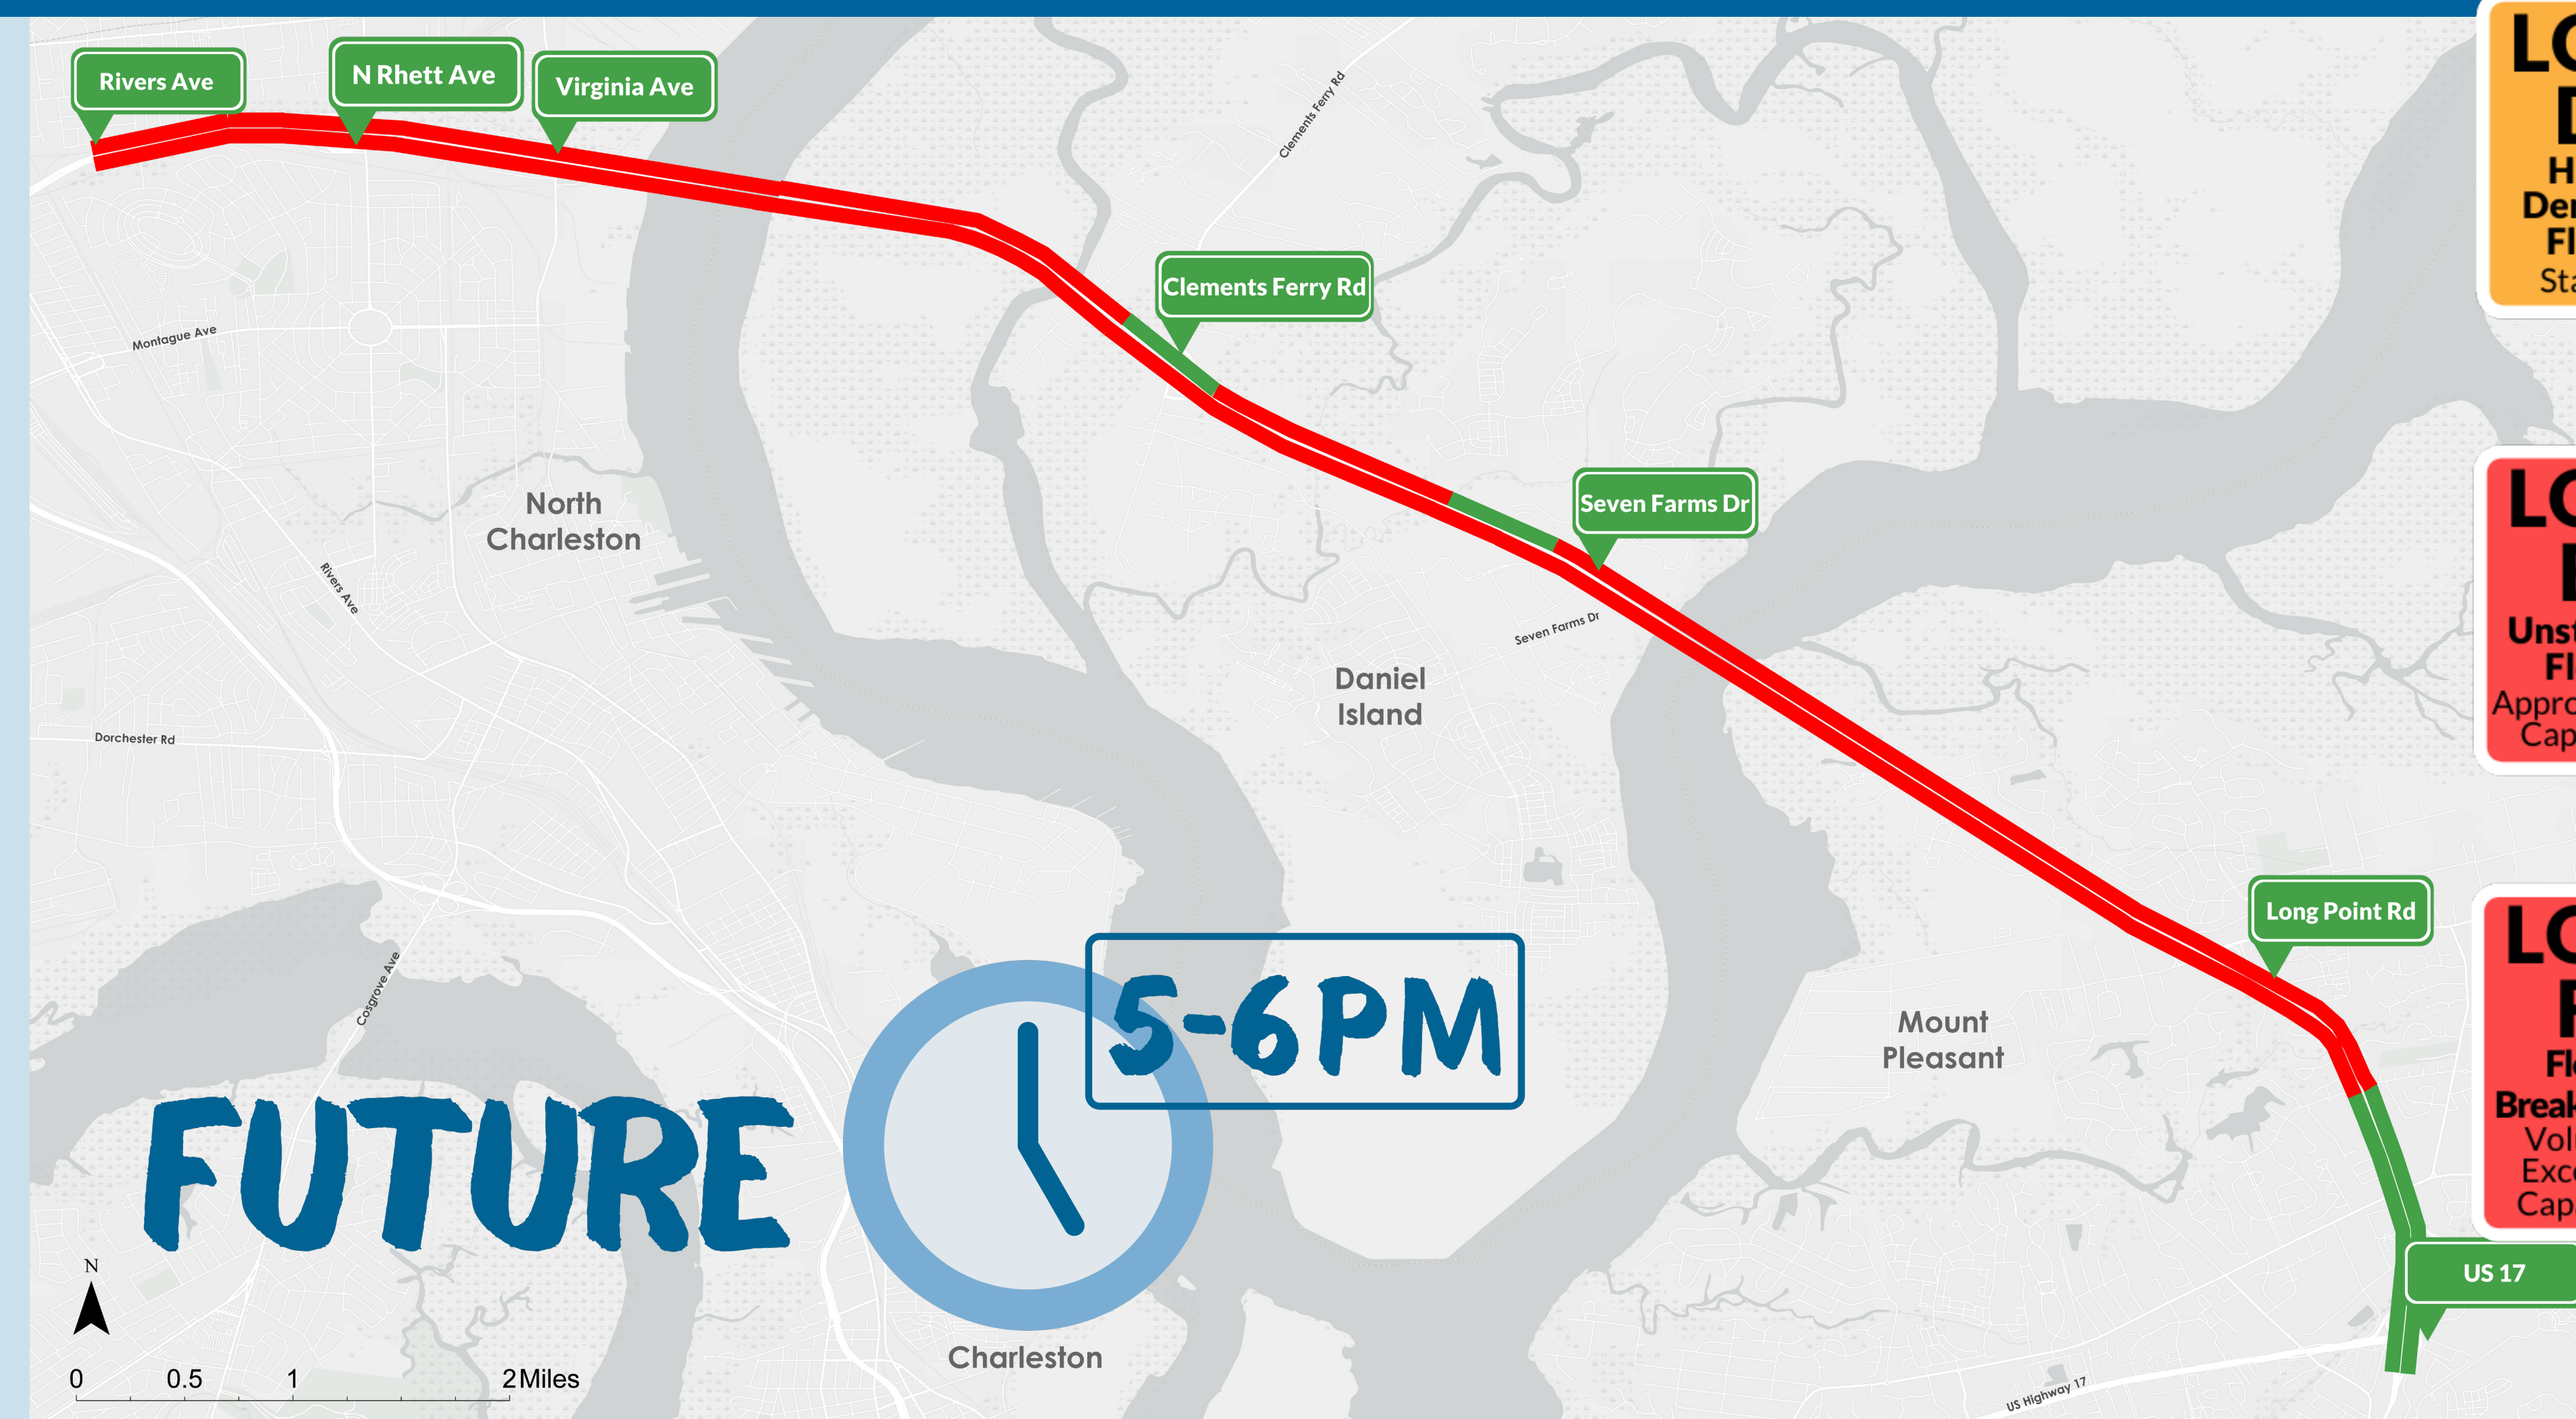 Rivers Ave
N Rhett Ave
Virginia Ave
Clements Ferry Rd
Clements Ferry Rd
Montague Ave
North
Charleston
Seven Farms Dr
Rivers Ave
Seven Farms Dr
Daniel
Island
Dorchester Rd
Long Point Rd
Cosgrove Ave
5-6PM
Mount
Pleasant
FUTURE
US 17
N
Charleston
0 0.5 1 2 Miles
US Highway 17